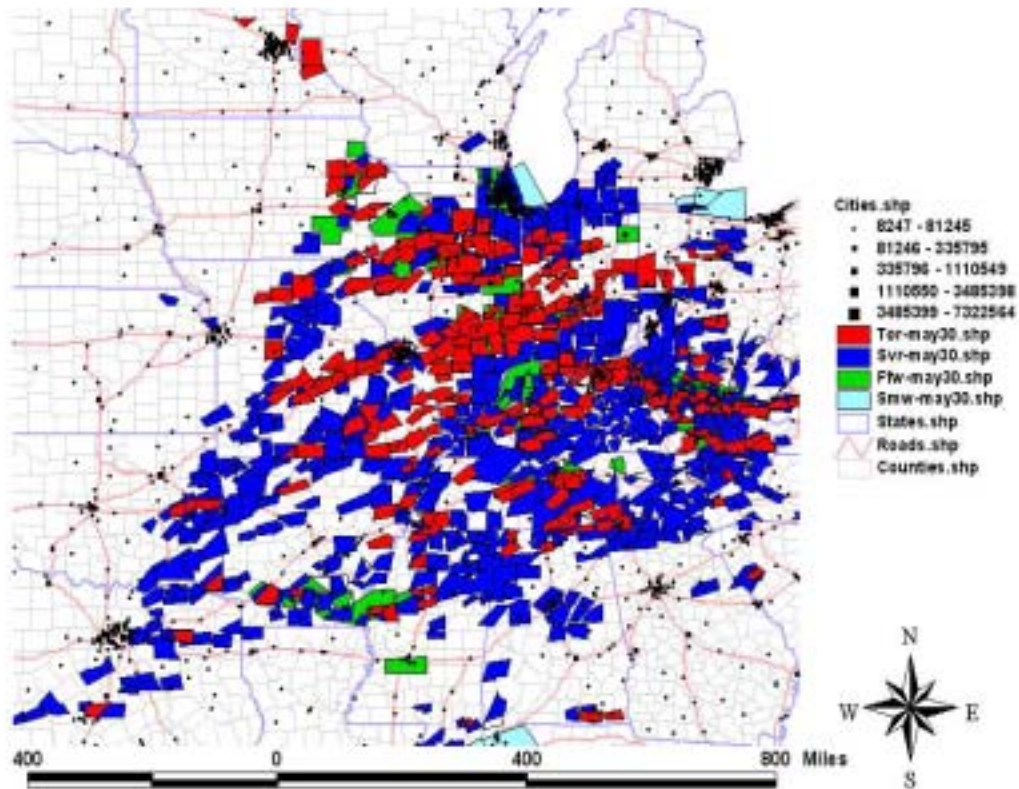 Cities.shp
8247 - 81245
81246 - 335795
335796 - 1110549
1110550 - 3485398
3485399 - 7322564
Tor-may30.shp
Svr-may30.shp
Ffw-may30.shp
Smw-may30.shp
States.shp
Roads.shp
Counties.shp
N
W E
S
400 0 400 800 Miles